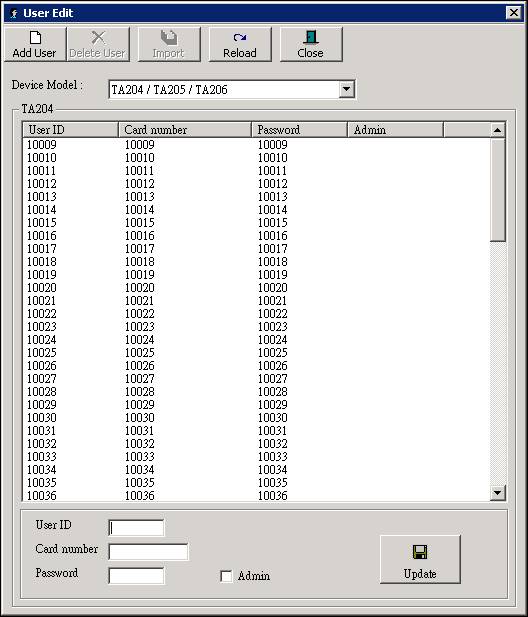 User Edit
Add User Delete User Import Reload Close
Device Model : TA204 / TA205 / TA206
TA204
User ID Card number Password Admin
10009 10009 10009
10010 10010 10010
10011 10011 10011
10012 10012 10012
10013 10013 10013
10014 10014 10014
10015 10015 10015
10016 10016 10016
10017 10017 10017
10018 10018 10018
10019 10019 10019
10020 10020 10020
10021 10021 10021
10022 10022 10022
10023 10023 10023
10024 10024 10024
10025 10025 10025
10026 10026 10026
10027 10027 10027
10028 10028 10028
10029 10029 10029
10030 10030 10030
10031 10031 10031
10032 10032 10032
10033 10033 10033
10034 10034 10034
10035 10035 10035
10036 10036 10036
User ID
Card number
Password Admin
Update